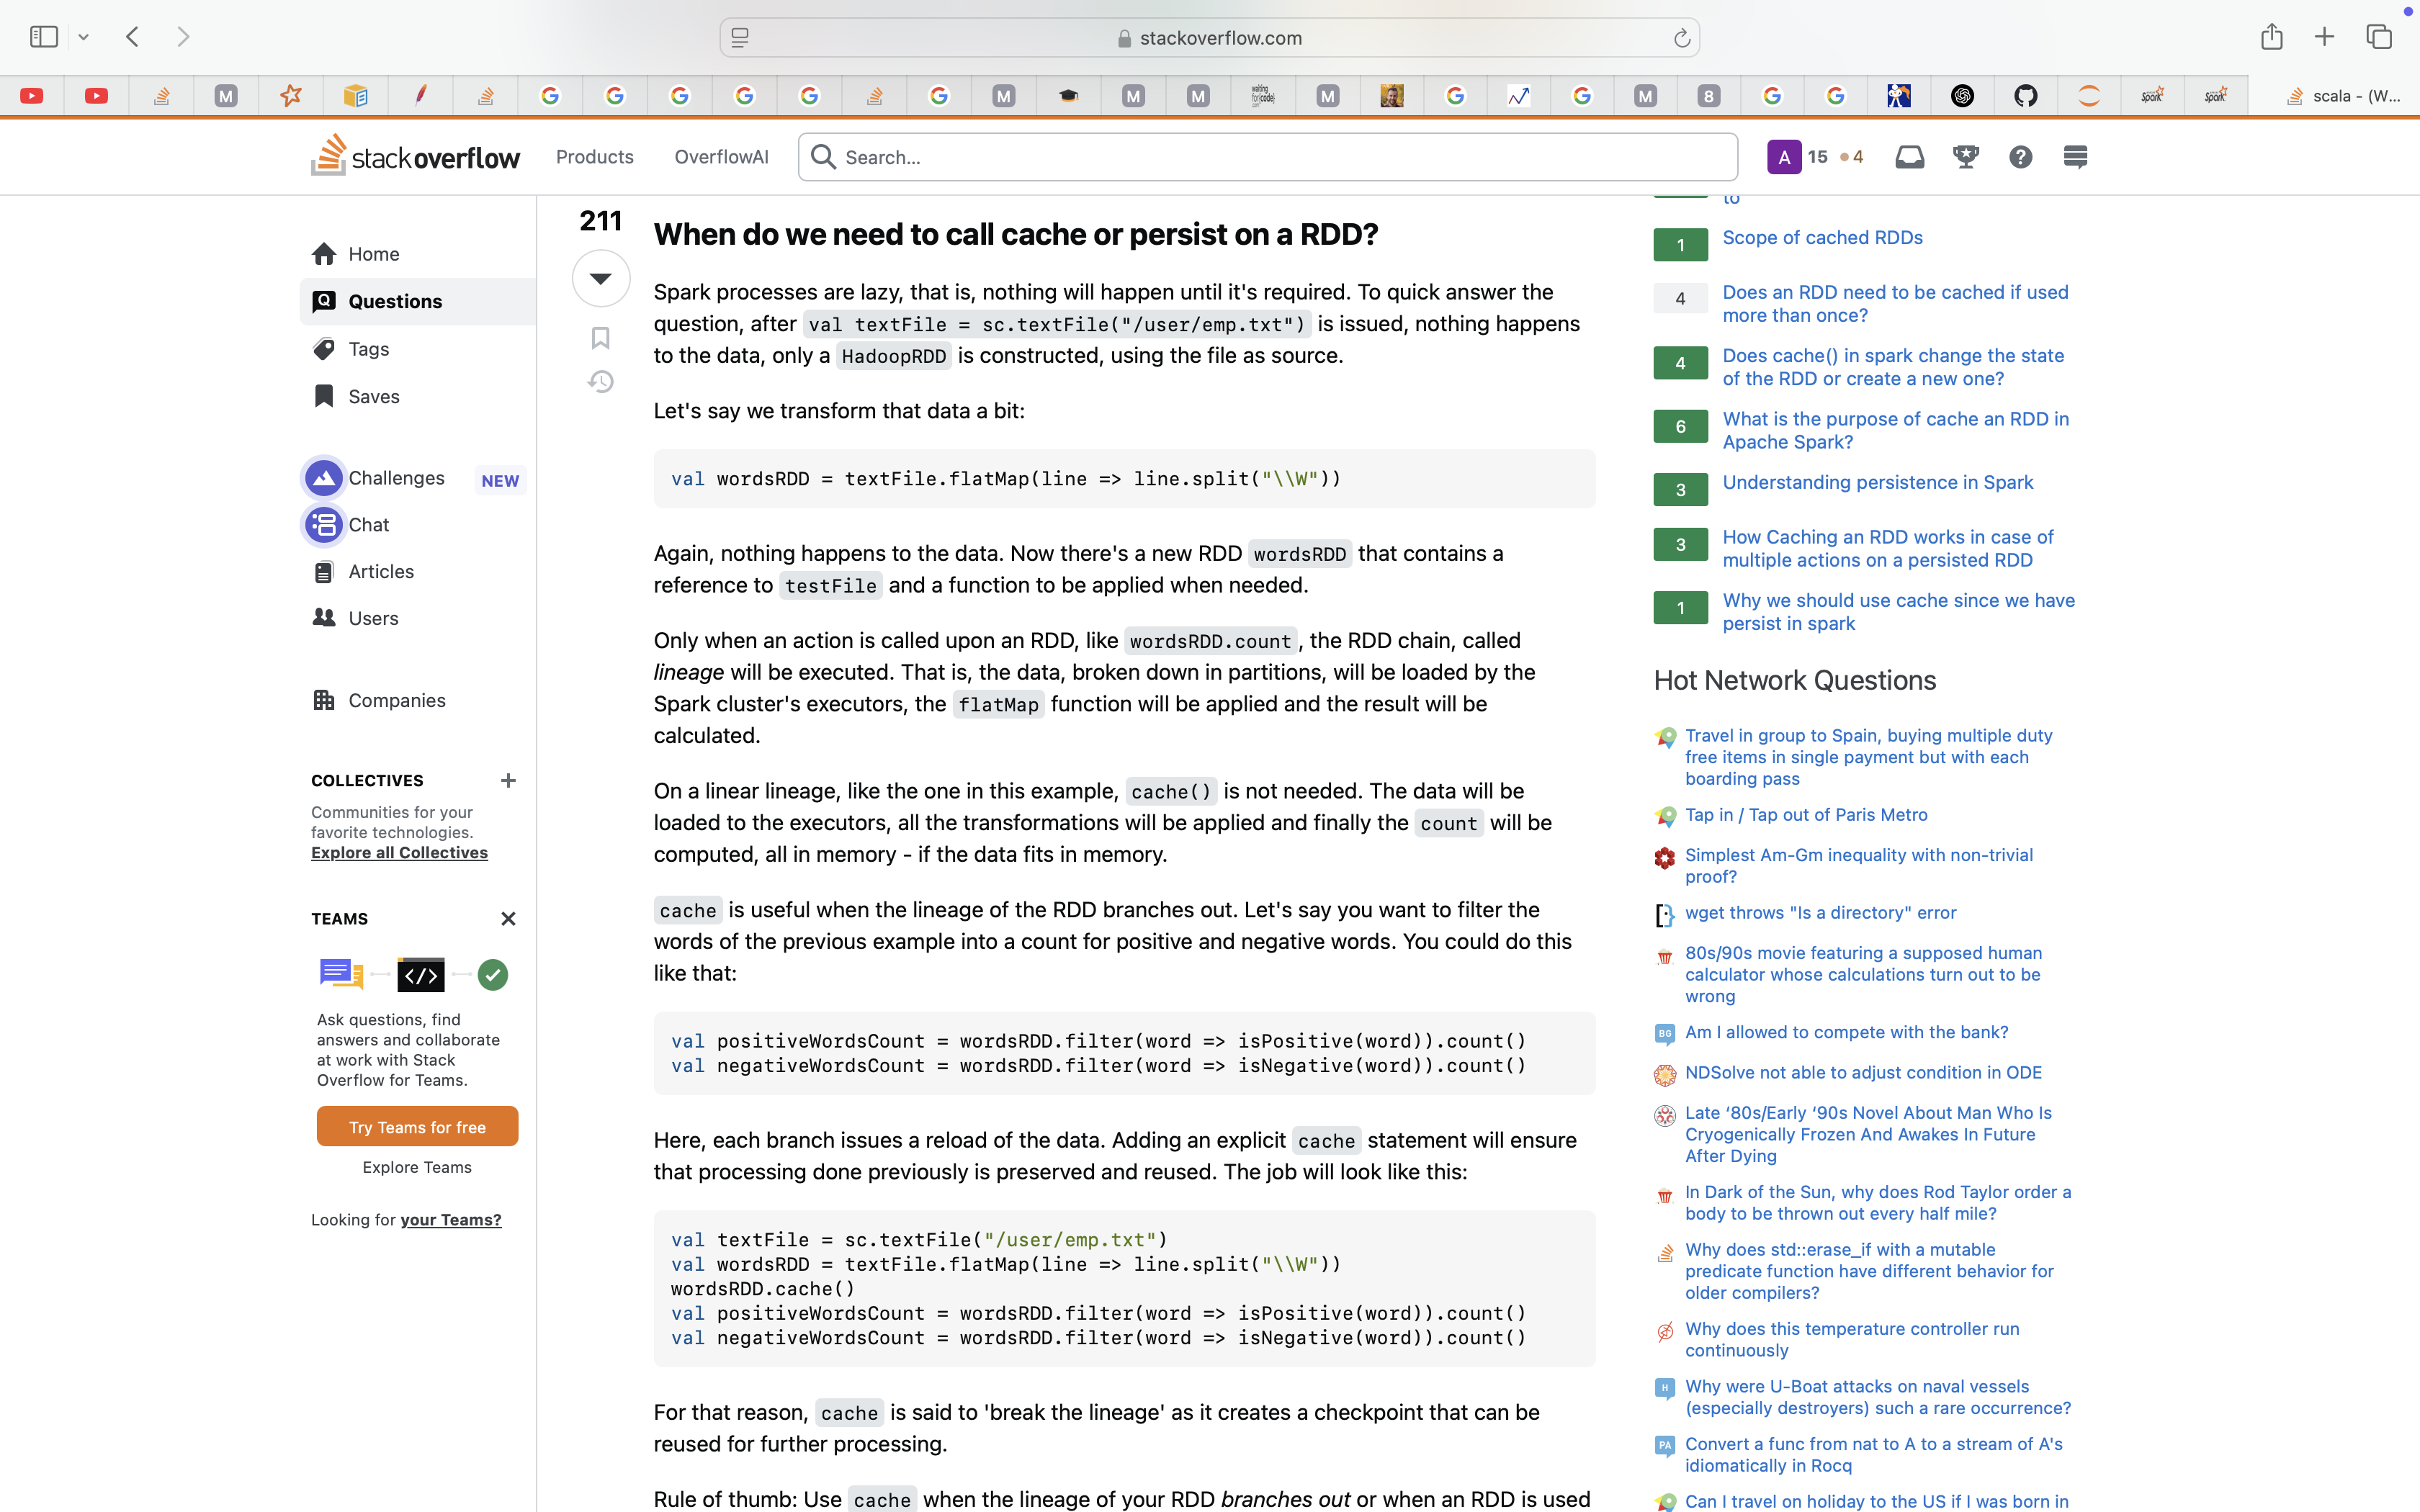 stackoverflow.com
M
M
M
M
waiting
for(code)
M
M
8
Spark
Spark
scala - (W...
stackoverflow
Products
OverflowAI
Search...
A
15
4
Home
Questions
Tags
Saves
Challenges
NEW
Chat
Articles
Users
Companies
COLLECTIVES
Communities for your
favorite technologies.
Explore all Collectives
TEAMS
Ask questions, find
answers and collaborate
at work with Stack
Overflow for Teams.
Try Teams for free
Explore Teams
Looking for your Teams?
211
When do we need to call cache or persist on a RDD?
Spark processes are lazy, that is, nothing will happen until it's required. To quick answer the
question, after val textFile = sc.textFile("/user/emp.txt") is issued, nothing happens
to the data, only a HadoopRDD is constructed, using the file as source.
Let's say we transform that data a bit:
val wordsRDD = textFile.flatMap(line => line.split("\\W"))
Again, nothing happens to the data. Now there's a new RDD wordsRDD that contains a
reference to testFile and a function to be applied when needed.
Only when an action is called upon an RDD, like wordsRDD.count, the RDD chain, called
lineage will be executed. That is, the data, broken down in partitions, will be loaded by the
Spark cluster's executors, the flatMap function will be applied and the result will be
calculated.
On a linear lineage, like the one in this example, cache() is not needed. The data will be
loaded to the executors, all the transformations will be applied and finally the count will be
computed, all in memory - if the data fits in memory.
cache is useful when the lineage of the RDD branches out. Let's say you want to filter the
words of the previous example into a count for positive and negative words. You could do this
like that:
val positiveWordsCount = wordsRDD.filter(word => isPositive(word)).count()
val negativeWordsCount = wordsRDD.filter(word => isNegative(word)).count()
Here, each branch issues a reload of the data. Adding an explicit cache statement will ensure
that processing done previously is preserved and reused. The job will look like this:
val textFile = sc.textFile("/user/emp.txt")
val wordsRDD = textFile.flatMap(line => line.split("\\W"))
wordsRDD.cache()
val positiveWordsCount = wordsRDD.filter(word => isPositive(word)).count()
val negativeWordsCount = wordsRDD.filter(word => isNegative(word)).count()
For that reason, cache is said to 'break the lineage' as it creates a checkpoint that can be
reused for further processing.
Rule of thumb: Use cache when the lineage of your RDD branches out or when an RDD is used
to
1
Scope of cached RDDs
4
Does an RDD need to be cached if used
more than once?
4
Does cache() in spark change the state
of the RDD or create a new one?
6
What is the purpose of cache an RDD in
Apache Spark?
3
Understanding persistence in Spark
3
How Caching an RDD works in case of
multiple actions on a persisted RDD
1
Why we should use cache since we have
persist in spark
Hot Network Questions
Travel in group to Spain, buying multiple duty
free items in single payment but with each
boarding pass
Tap in / Tap out of Paris Metro
Simplest Am-Gm inequality with non-trivial
proof?
wget throws "Is a directory" error
80s/90s movie featuring a supposed human
calculator whose calculations turn out to be
wrong
BG
Am I allowed to compete with the bank?
NDSolve not able to adjust condition in ODE
Late ‘80s/Early ‘90s Novel About Man Who Is
Cryogenically Frozen And Awakes In Future
After Dying
In Dark of the Sun, why does Rod Taylor order a
body to be thrown out every half mile?
Why does std::erase_if with a mutable
predicate function have different behavior for
older compilers?
Why does this temperature controller run
continuously
H
Why were U-Boat attacks on naval vessels
(especially destroyers) such a rare occurrence?
PA
Convert a func from nat to A to a stream of A's
idiomatically in Rocq
Can I travel on holiday to the US if I was born in